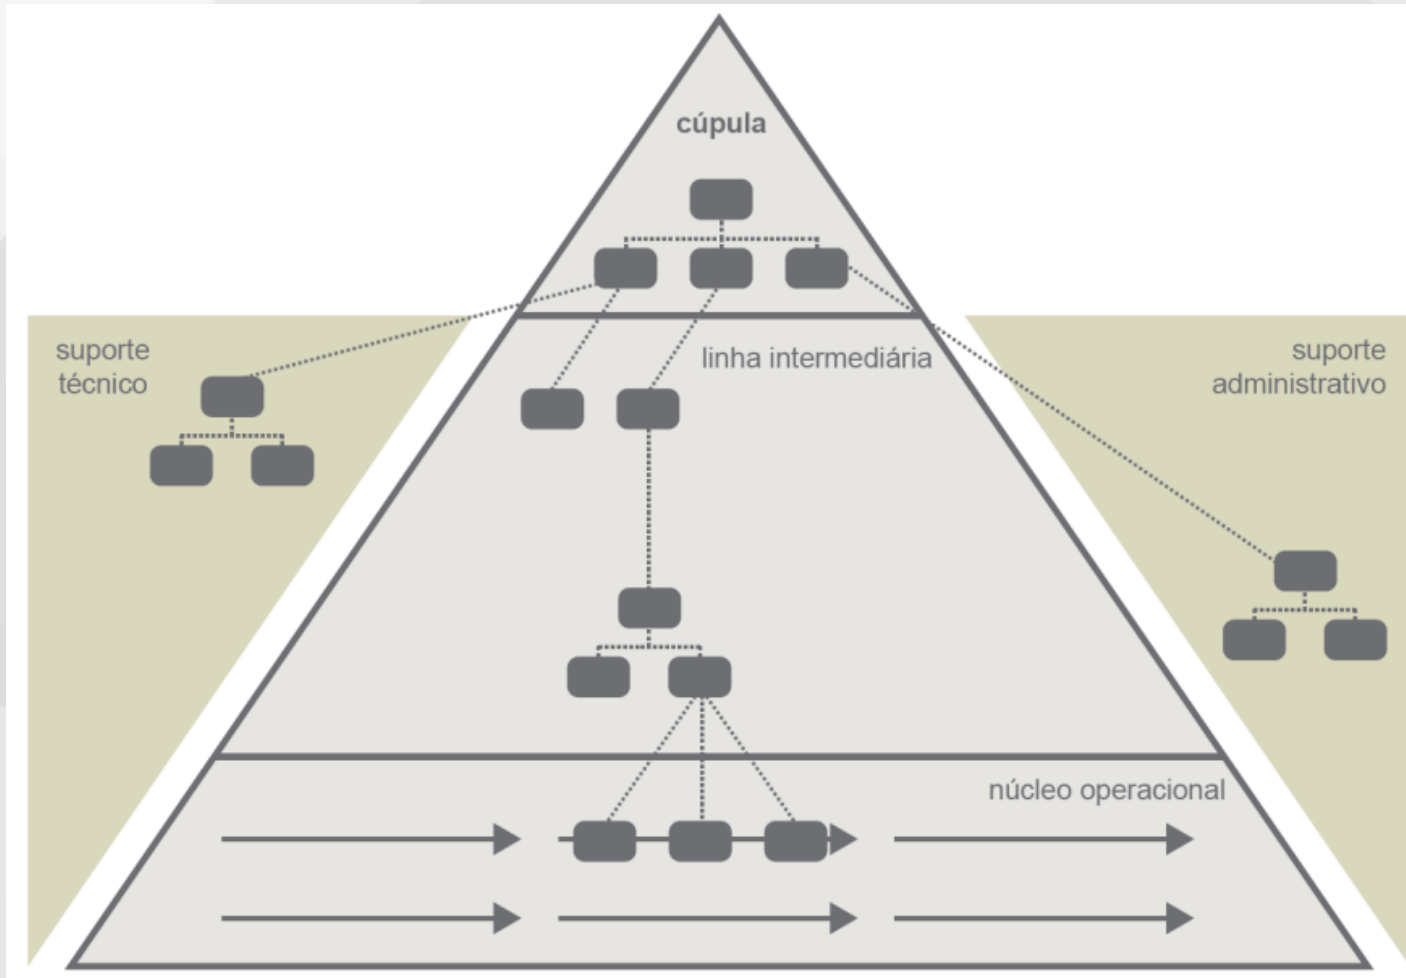 cúpula
linha intermediária
suporte
técnico
suporte
administrativo
núcleo operacional